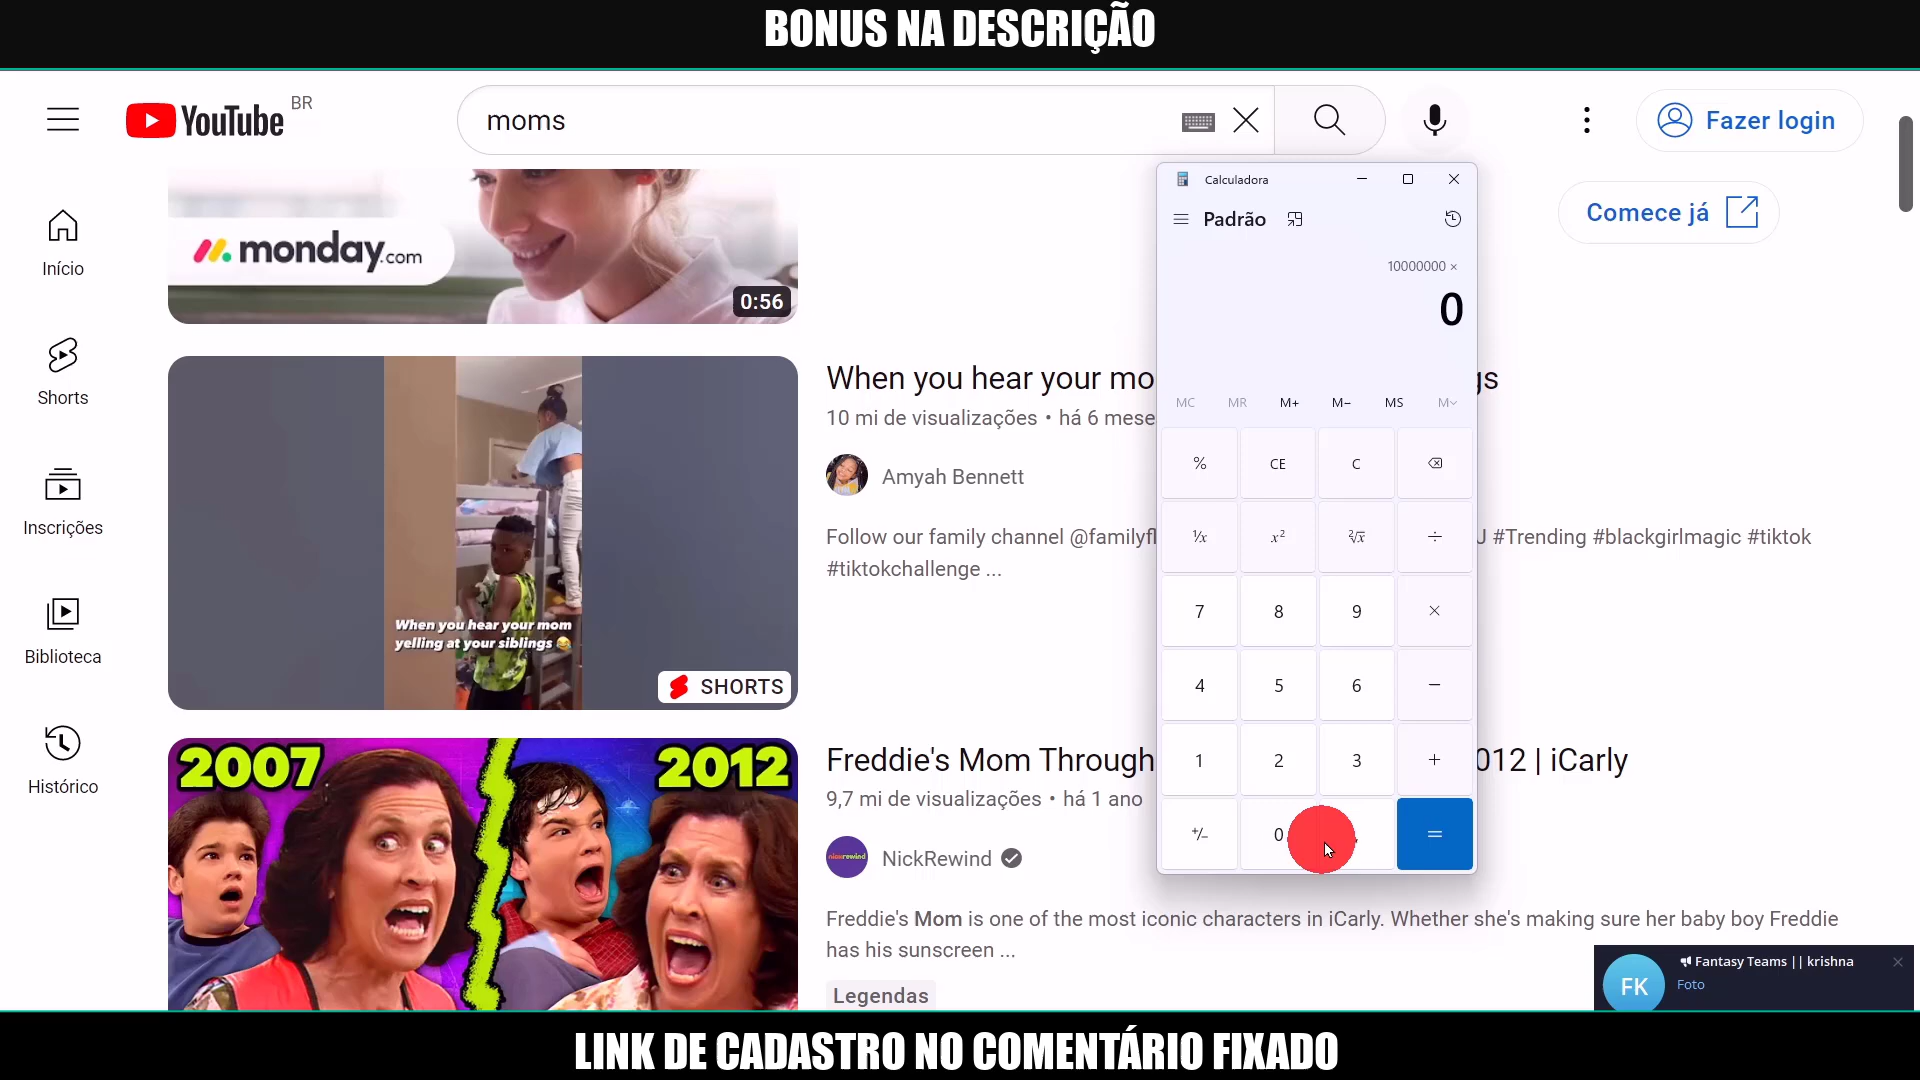 BONUS NA DESCRIÇÃO
YouTube BR
moms
Fazer login
Início
Shorts
Inscrições
Biblioteca
Histórico
monday.com
0:56
Comece já
When you hear your mom
yelling at your siblings 😂
SHORTS
When you hear your mo
gs
10 mi de visualizações • há 6 mese
Amyah Bennett
Follow our family channel @familyfl
#Trending #blackgirlmagic #tiktok
#tiktokchallenge ...
2007
2012
Freddie's Mom Through
012 | iCarly
9,7 mi de visualizações • há 1 ano
NickRewind
Freddie's Mom is one of the most iconic characters in iCarly. Whether she's making sure her baby boy Freddie
has his sunscreen ...
Legendas
Calculadora
Padrão
10000000 ×
0
MC MR M+ M− MS M
% CE C
¹/x x² ²√x ÷
7 8 9 ×
4 5 6 −
1 2 3 +
+/− 0 , =
FK
Fantasy Teams || krishna
Foto
LINK DE CADASTRO NO COMENTÁRIO FIXADO